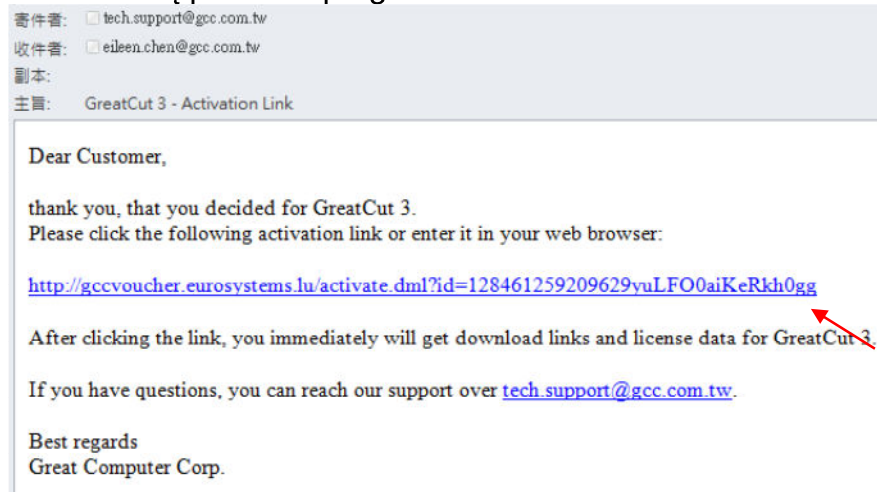 寄件者: tech.support@gcc.com.tw
收件者: eileen.chen@gcc.com.tw
副本:
主旨: GreatCut 3 - Activation Link
Dear Customer,
thank you, that you decided for GreatCut 3.
Please click the following activation link or enter it in your web browser:
http://gccvoucher.eurosystems.lu/activate.dml?id=128461259209629yuLFO0aiKeRkh0gg
After clicking the link, you immediately will get download links and license data for GreatCut 3.
If you have questions, you can reach our support over tech.support@gcc.com.tw.
Best regards
Great Computer Corp.